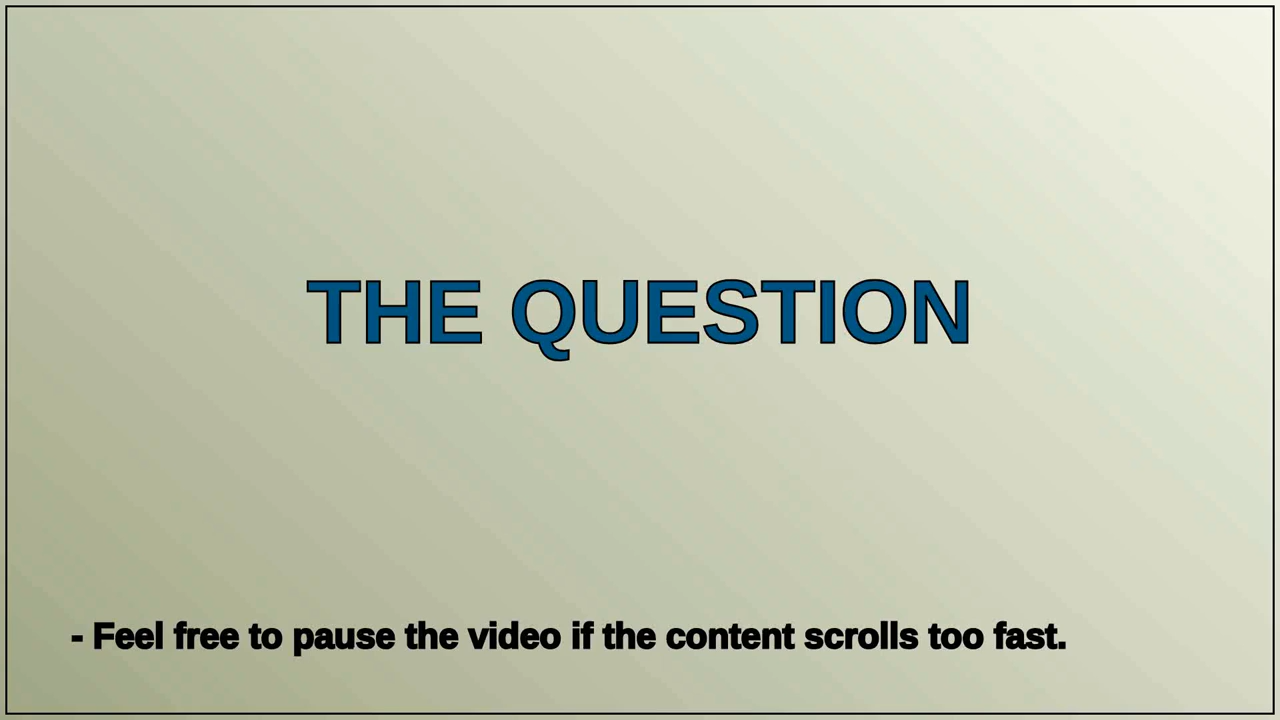 THE QUESTION
- Feel free to pause the video if the content scrolls too fast.